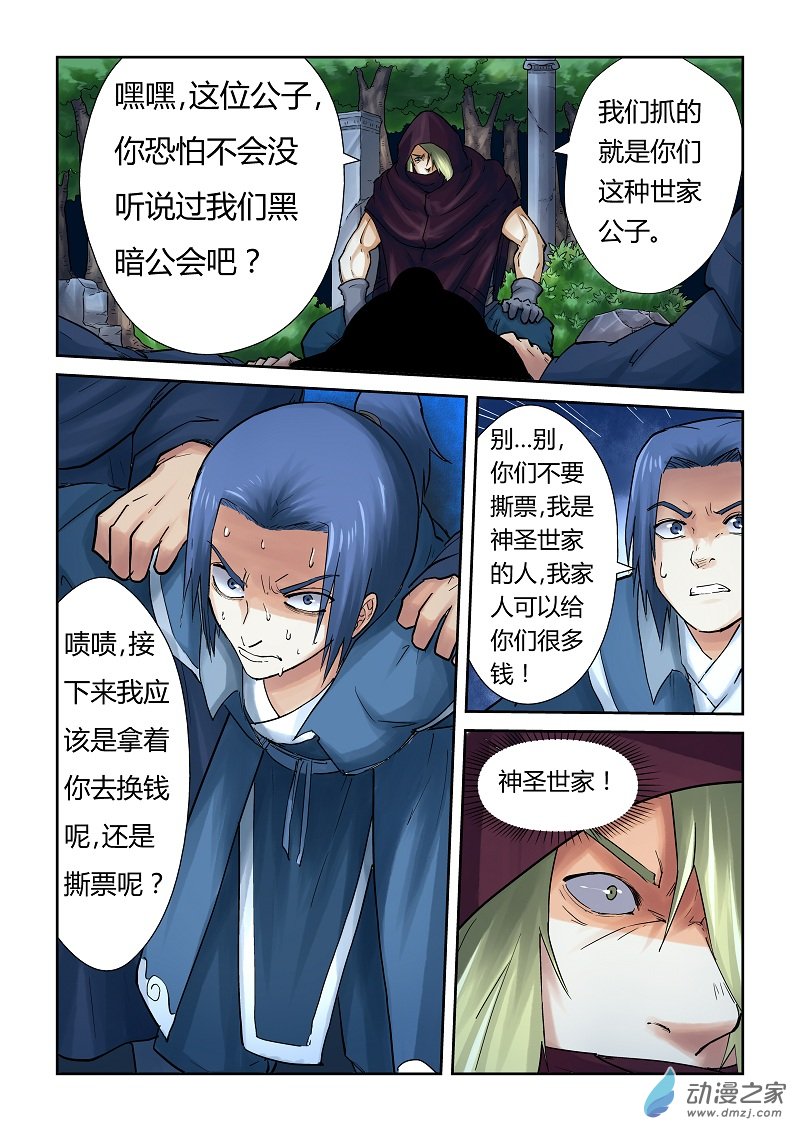 嘿嘿，这位公子，
你恐怕不会没
听说过我们黑
暗公会吧？
我们抓的
就是你们
这种世家
公子。
啧啧，接
下来我应
该是拿着
你去换钱
呢，还是
撕票呢？
别…别，
你们不要
撕票，我是
神圣世家
的人，我家
人可以给
你们很多
钱！
神圣世家！
动漫之家
www.dmzj.com